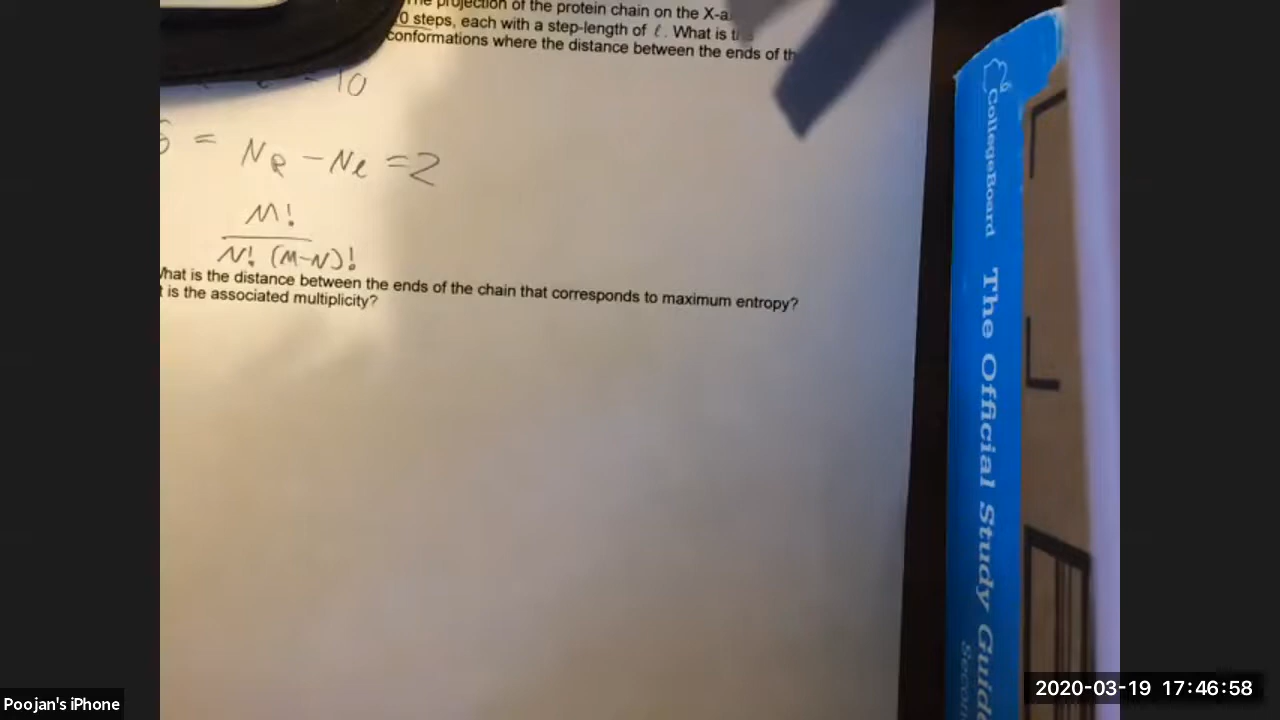 projection of the protein chain on the X-a
0 steps, each with a step-length of ℓ. What is
conformations where the distance between the ends of th
= 10
= N_R - N_L = 2
M!
N! (M-N)!
hat is the distance between the ends of the chain that corresponds to maximum entropy?
t is the associated multiplicity?
CollegeBoard
The Official Study Guide
Poojan's iPhone
2020-03-19 17:46:58